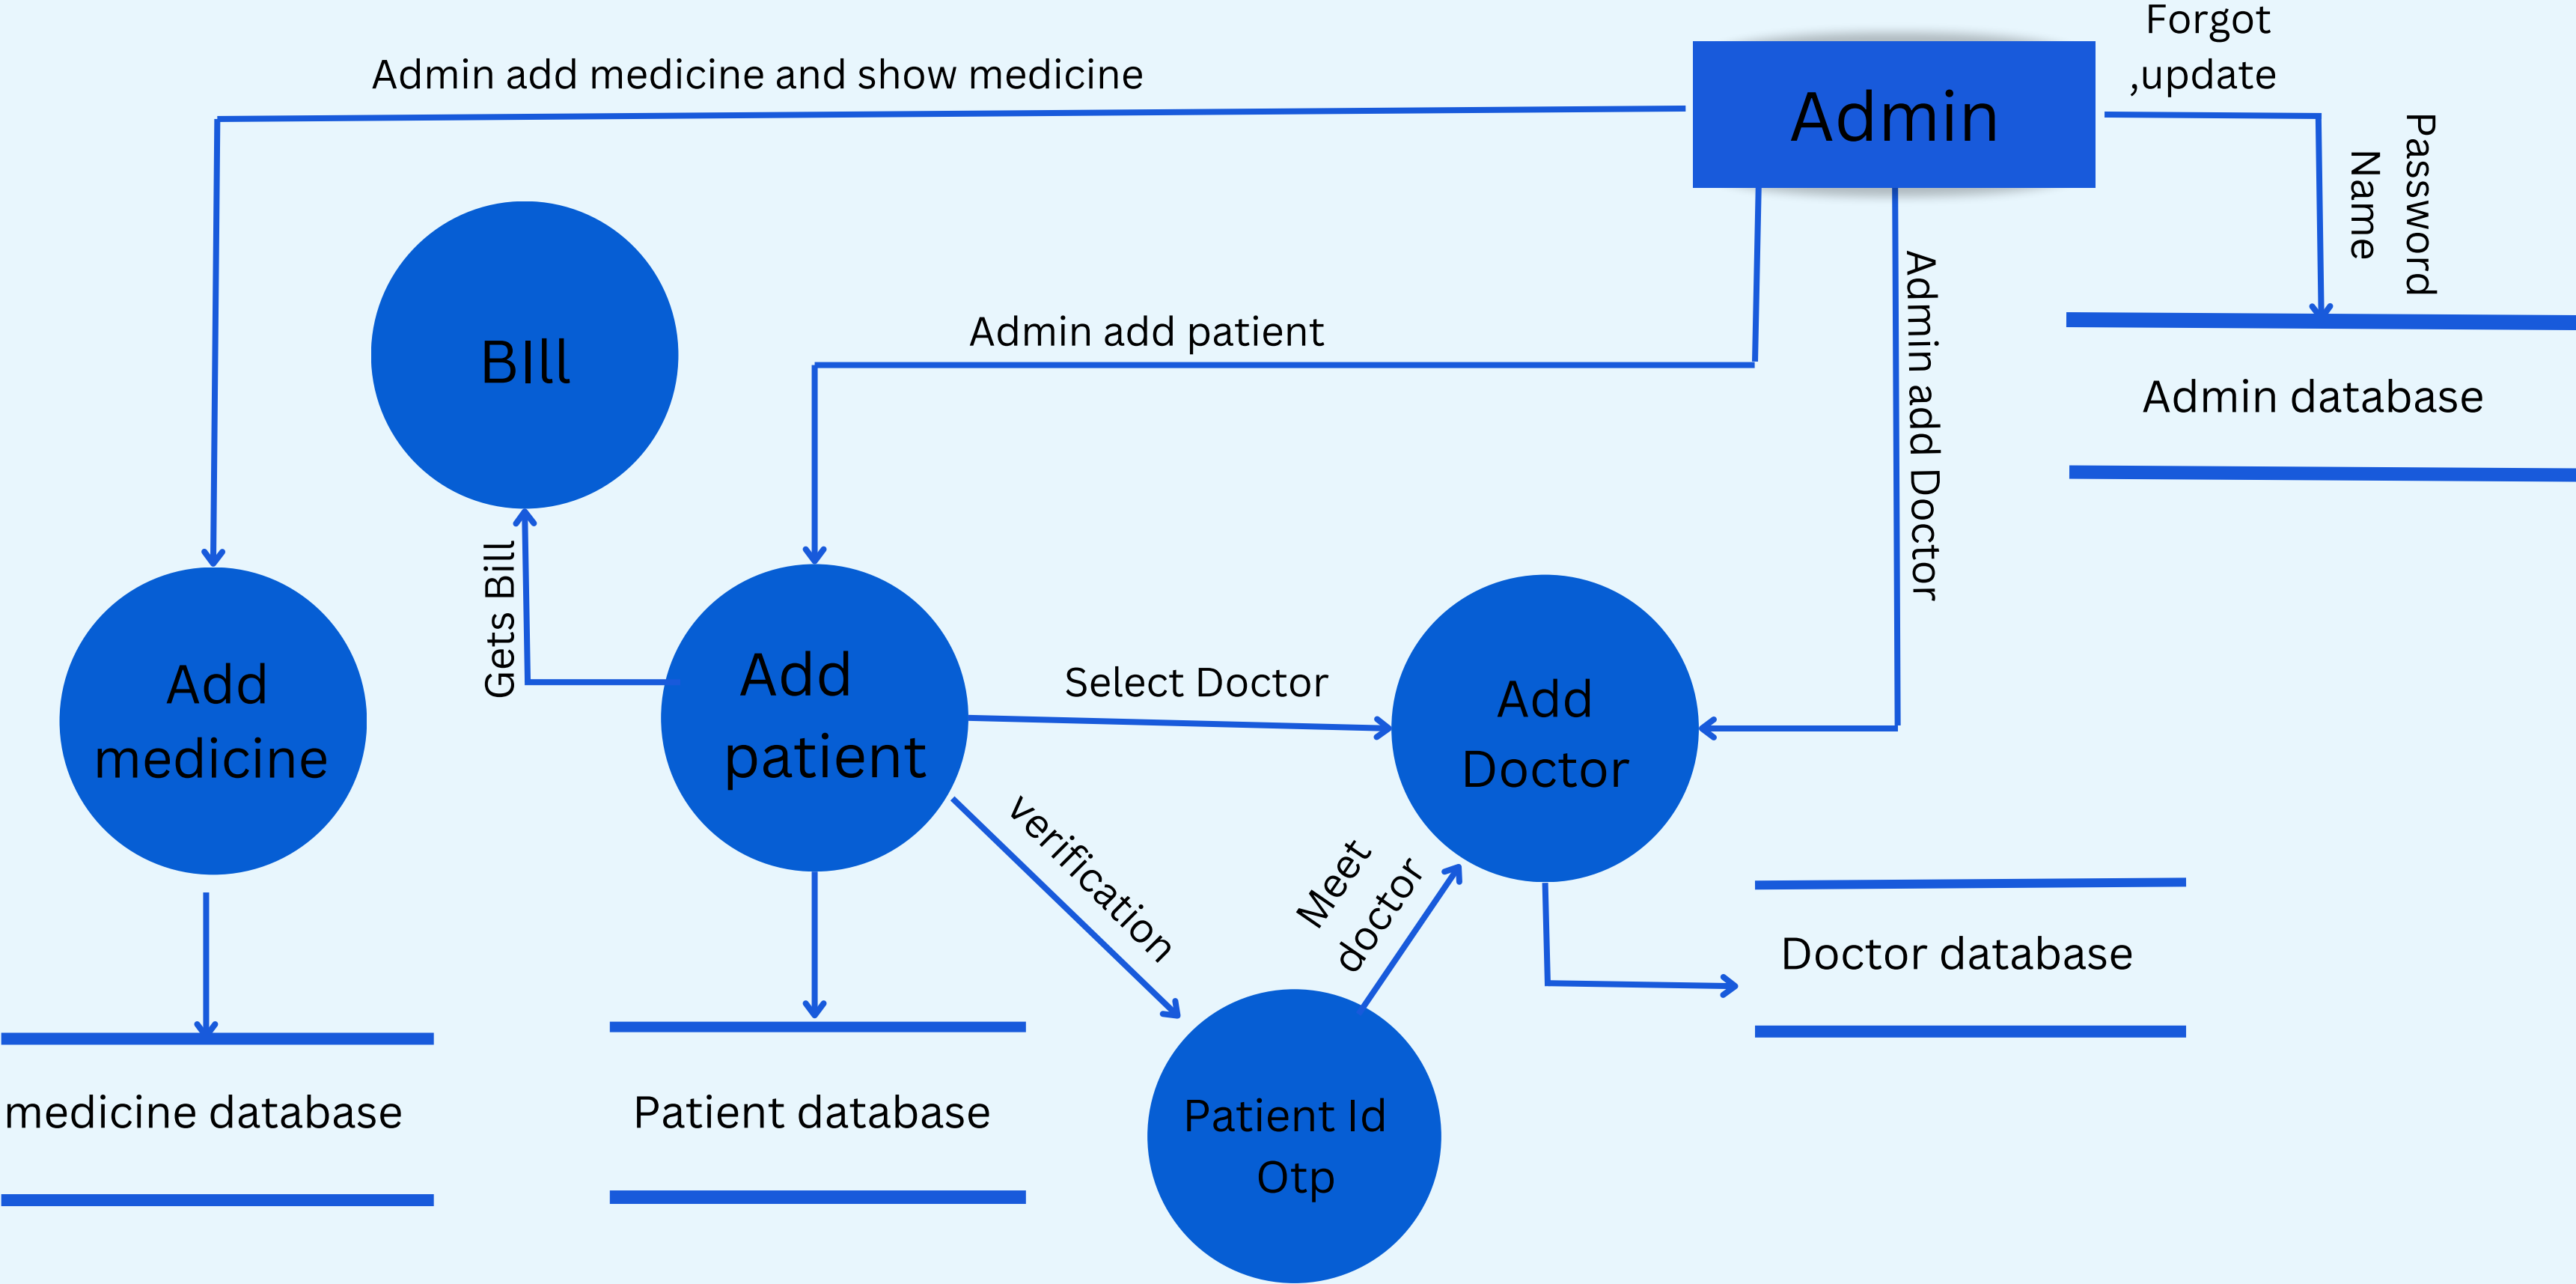 Forgot
,update
Admin add medicine and show medicine
Admin
Password
Name
Admin add patient
Admin add Doctor
BIll
Admin database
Gets Bill
Add
patient
Select Doctor
Add
Doctor
Add
medicine
verification
Meet
doctor
Doctor database
medicine database
Patient database
Patient Id
Otp